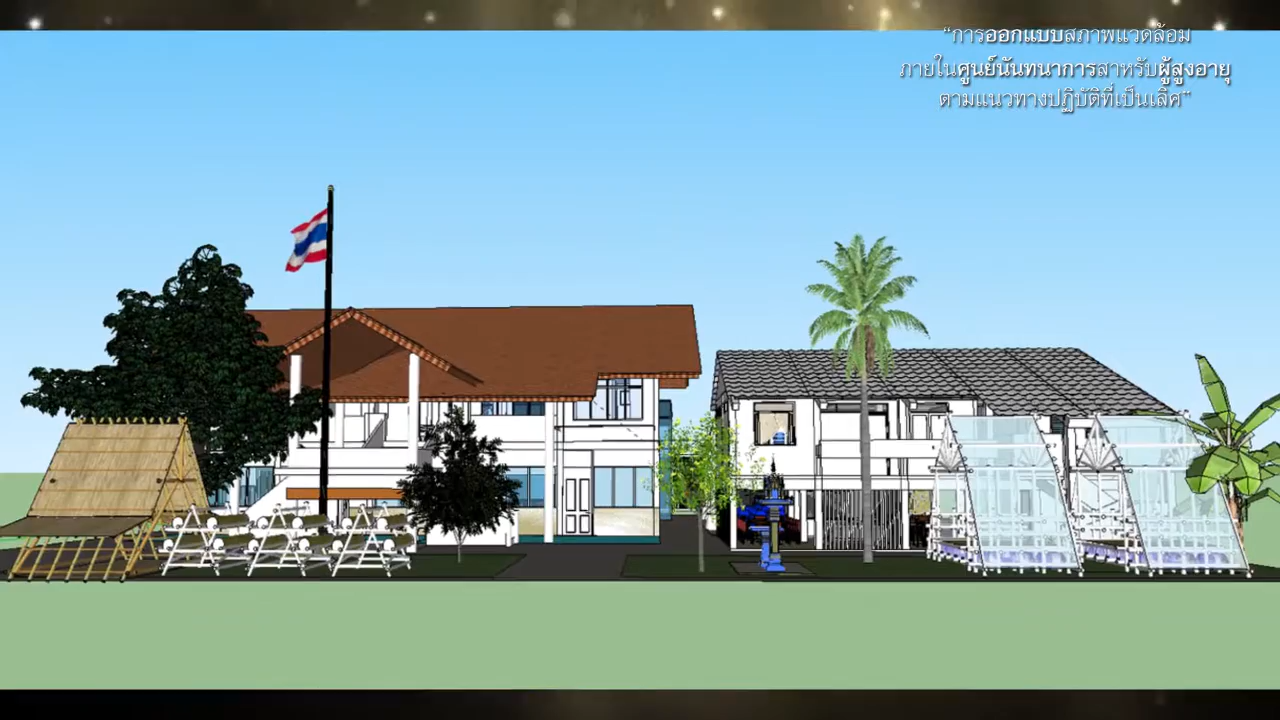 “การออกแบบสภาพแวดล้อม
ภายในศูนย์นันทนาการสาหรับผู้สูงอายุ
ตามแนวทางปฏิบัติที่เป็นเลิศ”